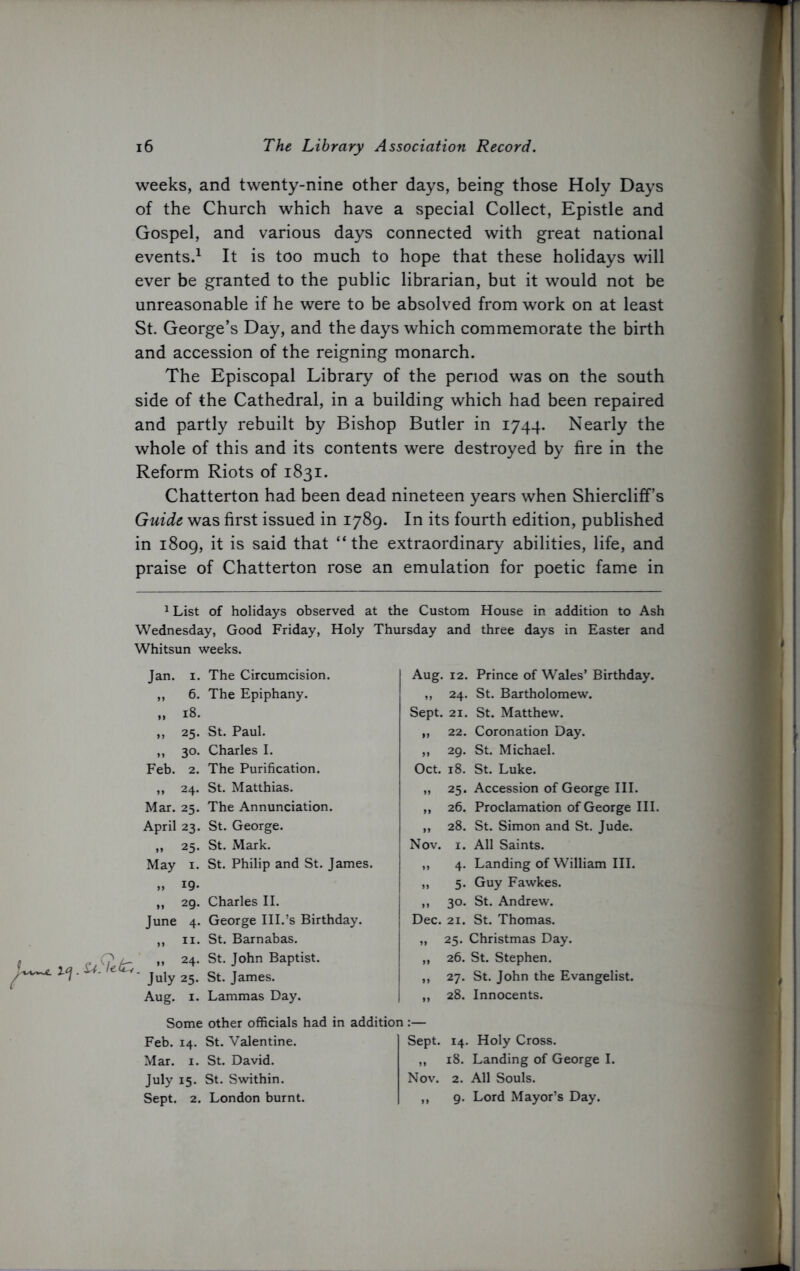 16 The Library Association Record.
weeks, and twenty-nine other days, being those Holy Days
of the Church which have a special Collect, Epistle and
Gospel, and various days connected with great national
events.¹ It is too much to hope that these holidays will
ever be granted to the public librarian, but it would not be
unreasonable if he were to be absolved from work on at least
St. George's Day, and the days which commemorate the birth
and accession of the reigning monarch.
The Episcopal Library of the period was on the south
side of the Cathedral, in a building which had been repaired
and partly rebuilt by Bishop Butler in 1744. Nearly the
whole of this and its contents were destroyed by fire in the
Reform Riots of 1831.
Chatterton had been dead nineteen years when Shiercliff's
Guide was first issued in 1789. In its fourth edition, published
in 1809, it is said that “ the extraordinary abilities, life, and
praise of Chatterton rose an emulation for poetic fame in
¹ List of holidays observed at the Custom House in addition to Ash
Wednesday, Good Friday, Holy Thursday and three days in Easter and
Whitsun weeks.
Jan. 1. The Circumcision.
„ 6. The Epiphany.
„ 18.
„ 25. St. Paul.
„ 30. Charles I.
Feb. 2. The Purification.
„ 24. St. Matthias.
Mar. 25. The Annunciation.
April 23. St. George.
„ 25. St. Mark.
May 1. St. Philip and St. James.
„ 19.
„ 29. Charles II.
June 4. George III.'s Birthday.
„ 11. St. Barnabas.
„ 24. St. John Baptist.
June 29. St. Peter.
July 25. St. James.
Aug. 1. Lammas Day.
Aug. 12. Prince of Wales' Birthday.
„ 24. St. Bartholomew.
Sept. 21. St. Matthew.
„ 22. Coronation Day.
„ 29. St. Michael.
Oct. 18. St. Luke.
„ 25. Accession of George III.
„ 26. Proclamation of George III.
„ 28. St. Simon and St. Jude.
Nov. 1. All Saints.
„ 4. Landing of William III.
„ 5. Guy Fawkes.
„ 30. St. Andrew.
Dec. 21. St. Thomas.
„ 25. Christmas Day.
„ 26. St. Stephen.
„ 27. St. John the Evangelist.
„ 28. Innocents.
Some other officials had in addition :—
Feb. 14. St. Valentine.
Mar. 1. St. David.
July 15. St. Swithin.
Sept. 2. London burnt.
Sept. 14. Holy Cross.
„ 18. Landing of George I.
Nov. 2. All Souls.
„ 9. Lord Mayor's Day.